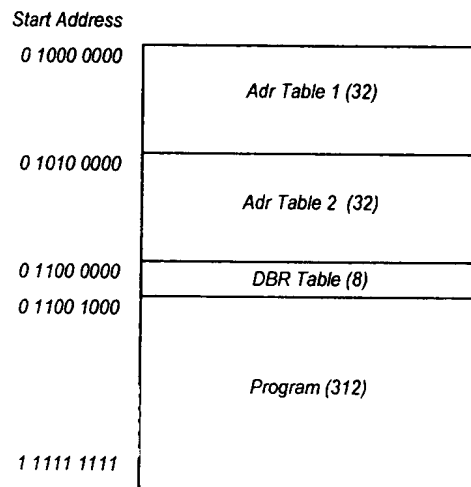 Start Address
0 1000 0000
Adr Table 1 (32)
0 1010 0000
Adr Table 2 (32)
0 1100 0000
DBR Table (8)
0 1100 1000
Program (312)
1 1111 1111